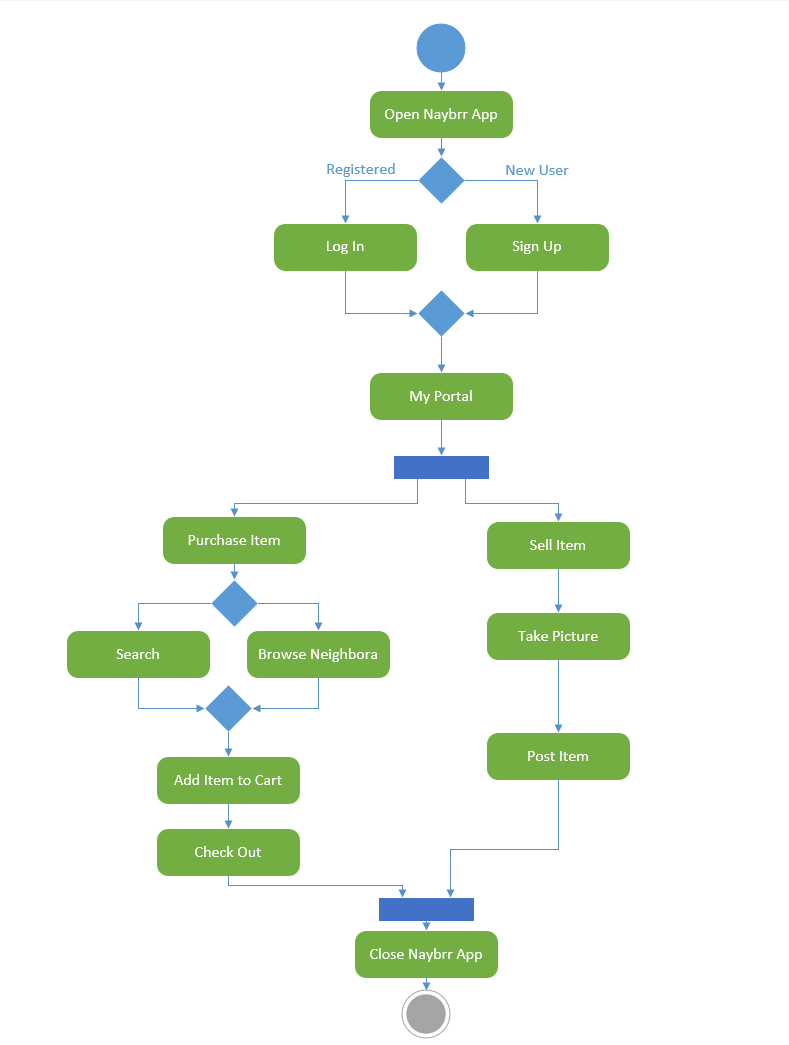 Open Naybrr App
Registered
New User
Log In
Sign Up
My Portal
Purchase Item
Sell Item
Take Picture
Search
Browse Neighbora
Post Item
Add Item to Cart
Check Out
Close Naybrr App